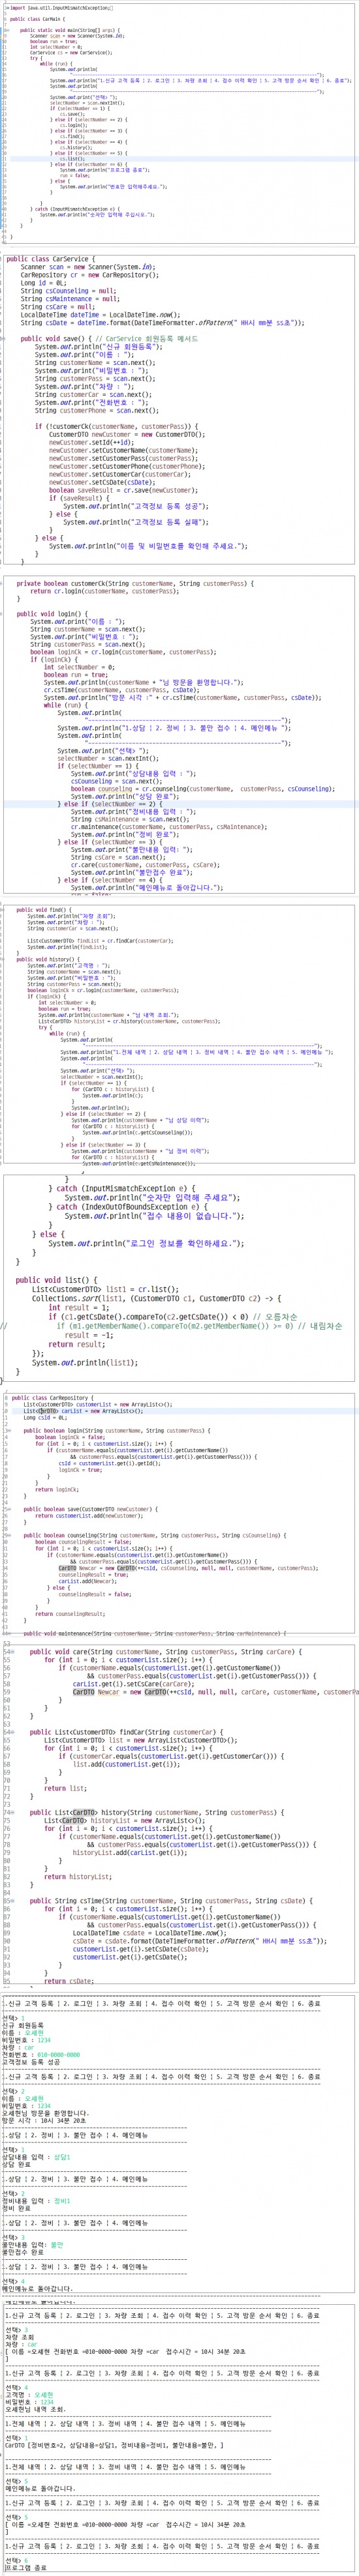 import java.util.InputMismatchException;
public class CarMain {
public static void main(String[] args) {
Scanner scan = new Scanner(System.in);
boolean run = true;
int selectNumber = 0;
CarService cs = new CarService();
try {
while (run) {
System.out.println(
System.out.println("1.신규 고객 등록 ¦ 2. 로그인 ¦ 3. 차량 조회 ¦ 4. 접수 이력 확인 ¦ 5. 고객 방문 순서 확인 ¦ 6. 종료");
System.out.println(
System.out.print("선택> ");
selectNumber = scan.nextInt();
if (selectNumber == 1) {
cs.save();
} else if (selectNumber == 2) {
cs.login();
} else if (selectNumber == 3) {
cs.find();
} else if (selectNumber == 4) {
cs.history();
} else if (selectNumber == 5) {
cs.list();
} else if (selectNumber == 6) {
System.out.println("프로그램 종료");
run = false;
} else {
System.out.println("번호만 입력해주세요.");
}
}
} catch (InputMismatchException e) {
System.out.println("숫자만 입력해 주십시오.");
}
}
}
public class CarService {
Scanner scan = new Scanner(System.in);
CarRepository cr = new CarRepository();
Long id = 0L;
String csCounseling = null;
String csMaintenance = null;
String csCare = null;
LocalDateTime dateTime = LocalDateTime.now();
String csDate = dateTime.format(DateTimeFormatter.ofPattern(" HH시 mm분 ss초"));
public void save() { // CarService 회원등록 메서드
System.out.println("신규 회원등록");
System.out.print("이름 : ");
String customerName = scan.next();
System.out.print("비밀번호 : ");
String customerPass = scan.next();
System.out.print("차량 : ");
String customerCar = scan.next();
System.out.print("전화번호 : ");
String customerPhone = scan.next();
if (!customerCk(customerName, customerPass)) {
CustomerDTO newCustomer = new CustomerDTO();
newCustomer.setId(++id);
newCustomer.setCustomerName(customerName);
newCustomer.setCustomerPass(customerPass);
newCustomer.setCustomerPhone(customerPhone);
newCustomer.setCustomerCar(customerCar);
newCustomer.setCsDate(csDate);
boolean saveResult = cr.save(newCustomer);
if (saveResult) {
System.out.println("고객정보 등록 성공");
} else {
System.out.println("고객정보 등록 실패");
}
} else {
System.out.println("이름 및 비밀번호를 확인해 주세요.");
}
}
private boolean customerCk(String customerName, String customerPass) {
return cr.login(customerName, customerPass);
}
public void login() {
System.out.print("이름 : ");
String customerName = scan.next();
System.out.print("비밀번호 : ");
String customerPass = scan.next();
boolean loginCk = cr.login(customerName, customerPass);
if (loginCk) {
int selectNumber = 0;
boolean run = true;
System.out.println(customerName + "님 방문을 환영합니다.");
cr.csTime(customerName, customerPass, csDate);
System.out.println("방문 시각 :" + cr.csTime(customerName, customerPass, csDate));
while (run) {
System.out.println(
"--------------------------------------------------------");
System.out.println("1.상담 ¦ 2. 정비 ¦ 3. 불만 접수 ¦ 4. 메인메뉴 ");
System.out.println(
"--------------------------------------------------------");
System.out.print("선택> ");
selectNumber = scan.nextInt();
if (selectNumber == 1) {
System.out.print("상담내용 입력 : ");
csCounseling = scan.next();
boolean counseling = cr.counseling(customerName, customerPass, csCounseling);
System.out.println("상담 완료");
} else if (selectNumber == 2) {
System.out.print("정비내용 입력 : ");
String csMaintenance = scan.next();
cr.maintenance(customerName, customerPass, csMaintenance);
System.out.println("정비 완료");
} else if (selectNumber == 3) {
System.out.print("불만내용 입력: ");
String csCare = scan.next();
cr.care(customerName, customerPass, csCare);
System.out.println("불만접수 완료");
} else if (selectNumber == 4) {
System.out.println("메인메뉴로 돌아갑니다.");
public void find() {
System.out.println("차량 조회");
System.out.print("차량 : ");
String customerCar = scan.next();
List<CustomerDTO> findList = cr.findCar(customerCar);
System.out.println(findList);
}
public void history() {
System.out.print("고객명 : ");
String customerName = scan.next();
System.out.print("비밀번호 : ");
String customerPass = scan.next();
boolean loginCk = cr.login(customerName, customerPass);
if (loginCk) {
int selectNumber = 0;
boolean run = true;
System.out.println(customerName + "님 내역 조회.");
List<CarDTO> historyList = cr.history(customerName, customerPass);
try {
while (run) {
System.out.println(
System.out.println("1.전체 내역 ¦ 2. 상담 내역 ¦ 3. 정비 내역 ¦ 4. 불만 접수 내역 ¦ 5. 메인메뉴 ");
System.out.println(
System.out.print("선택> ");
selectNumber = scan.nextInt();
if (selectNumber == 1) {
for (CarDTO c : historyList) {
System.out.println(c);
}
System.out.println();
} else if (selectNumber == 2) {
System.out.println(customerName + "님 상담 이력");
for (CarDTO c : historyList) {
System.out.println(c.getCsCounseling());
}
} else if (selectNumber == 3) {
System.out.println(customerName + "님 정비 이력");
for (CarDTO c : historyList) {
System.out.println(c.getCsMaintenance());
}
} catch (InputMismatchException e) {
System.out.println("숫자만 입력해 주세요");
} catch (IndexOutOfBoundsException e) {
System.out.println("접수 내용이 없습니다.");
}
} else {
System.out.println("로그인 정보를 확인하세요.");
}
}
public void list() {
List<CustomerDTO> list1 = cr.list();
Collections.sort(list1, (CustomerDTO c1, CustomerDTO c2) -> {
int result = 1;
if (c1.getCsDate().compareTo(c2.getCsDate()) < 0) // 오름차순
// if (m1.getMemberName().compareTo(m2.getMemberName()) >= 0) // 내림차순
result = -1;
return result;
});
System.out.println(list1);
}
}
public class CarRepository {
List<CustomerDTO> customerList = new ArrayList<>();
List<CarDTO> carList = new ArrayList<>();
Long csId = 0L;
public boolean login(String customerName, String customerPass) {
boolean loginCk = false;
for (int i = 0; i < customerList.size(); i++) {
if (customerName.equals(customerList.get(i).getCustomerName())
&& customerPass.equals(customerList.get(i).getCustomerPass())) {
csId = customerList.get(i).getId();
loginCk = true;
}
}
return loginCk;
}
public boolean save(CustomerDTO newCustomer) {
return customerList.add(newCustomer);
}
public boolean counseling(String customerName, String customerPass, String csCounseling) {
boolean counselingResult = false;
for (int i = 0; i < customerList.size(); i++) {
if (customerName.equals(customerList.get(i).getCustomerName())
&& customerPass.equals(customerList.get(i).getCustomerPass())) {
CarDTO Newcar = new CarDTO(++csId, csCounseling, null, null, customerName, customerPass);
counselingResult = true;
carList.add(Newcar);
} else {
counselingResult = false;
}
}
return counselingResult;
}
public void maintenance(String customerName, String customerPass, String carMaintenance) {
public void care(String customerName, String customerPass, String carCare) {
for (int i = 0; i < customerList.size(); i++) {
if (customerName.equals(customerList.get(i).getCustomerName())
&& customerPass.equals(customerList.get(i).getCustomerPass())) {
carList.get(i).setCsCare(carCare);
CarDTO Newcar = new CarDTO(++csId, null, null, carCare, customerName, customerPa
}
}
}
public List<CustomerDTO> findCar(String customerCar) {
List<CustomerDTO> list = new ArrayList<CustomerDTO>();
for (int i = 0; i < customerList.size(); i++) {
if (customerCar.equals(customerList.get(i).getCustomerCar())) {
list.add(customerList.get(i));
}
}
return list;
}
public List<CarDTO> history(String customerName, String customerPass) {
List<CarDTO> historyList = new ArrayList<>();
for (int i = 0; i < customerList.size(); i++) {
if (customerName.equals(customerList.get(i).getCustomerName())
&& customerPass.equals(customerList.get(i).getCustomerPass())) {
historyList.add(carList.get(i));
}
}
return historyList;
}
public String csTime(String customerName, String customerPass, String csDate) {
for (int i = 0; i < customerList.size(); i++) {
if (customerName.equals(customerList.get(i).getCustomerName())
&& customerPass.equals(customerList.get(i).getCustomerPass())) {
LocalDateTime csdate = LocalDateTime.now();
csDate = csdate.format(DateTimeFormatter.ofPattern(" HH시 mm분 ss초"));
customerList.get(i).setCsDate(csDate);
customerList.get(i).getCsDate();
}
}
return csDate;
1.신규 고객 등록 ¦ 2. 로그인 ¦ 3. 차량 조회 ¦ 4. 접수 이력 확인 ¦ 5. 고객 방문 순서 확인 ¦ 6. 종료
선택> 1
신규 회원등록
이름 : 오세현
비밀번호 : 1234
차량 : car
전화번호 : 010-0000-0000
고객정보 등록 성공
1.신규 고객 등록 ¦ 2. 로그인 ¦ 3. 차량 조회 ¦ 4. 접수 이력 확인 ¦ 5. 고객 방문 순서 확인 ¦ 6. 종료
선택> 2
이름 : 오세현
비밀번호 : 1234
오세현님 방문을 환영합니다.
방문 시각 : 10시 34분 20초
1.상담 ¦ 2. 정비 ¦ 3. 불만 접수 ¦ 4. 메인메뉴
선택> 1
상담내용 입력 : 상담1
상담 완료
1.상담 ¦ 2. 정비 ¦ 3. 불만 접수 ¦ 4. 메인메뉴
선택> 2
정비내용 입력 : 정비1
정비 완료
1.상담 ¦ 2. 정비 ¦ 3. 불만 접수 ¦ 4. 메인메뉴
선택> 3
불만내용 입력: 불만
불만접수 완료
1.상담 ¦ 2. 정비 ¦ 3. 불만 접수 ¦ 4. 메인메뉴
선택> 4
메인메뉴로 돌아갑니다.
1.신규 고객 등록 ¦ 2. 로그인 ¦ 3. 차량 조회 ¦ 4. 접수 이력 확인 ¦ 5. 고객 방문 순서 확인 ¦ 6. 종료
선택> 3
차량 조회
차량 : car
[ 이름 =오세현 전화번호 =010-0000-0000 차량 =car 접수시간 = 10시 34분 20초
]
1.신규 고객 등록 ¦ 2. 로그인 ¦ 3. 차량 조회 ¦ 4. 접수 이력 확인 ¦ 5. 고객 방문 순서 확인 ¦ 6. 종료
선택> 4
고객명 : 오세현
비밀번호 : 1234
오세현님 내역 조회.
1.전체 내역 ¦ 2. 상담 내역 ¦ 3. 정비 내역 ¦ 4. 불만 접수 내역 ¦ 5. 메인메뉴
선택> 1
CarDTO [정비번호=2, 상담내용=상담1, 정비내용=정비1, 불만내용=불만, ]
1.전체 내역 ¦ 2. 상담 내역 ¦ 3. 정비 내역 ¦ 4. 불만 접수 내역 ¦ 5. 메인메뉴
선택> 5
메인메뉴로 돌아갑니다.
1.신규 고객 등록 ¦ 2. 로그인 ¦ 3. 차량 조회 ¦ 4. 접수 이력 확인 ¦ 5. 고객 방문 순서 확인 ¦ 6. 종료
선택> 5
[ 이름 =오세현 전화번호 =010-0000-0000 차량 =car 접수시간 = 10시 34분 20초
]
1.신규 고객 등록 ¦ 2. 로그인 ¦ 3. 차량 조회 ¦ 4. 접수 이력 확인 ¦ 5. 고객 방문 순서 확인 ¦ 6. 종료
선택> 6
프로그램 종료